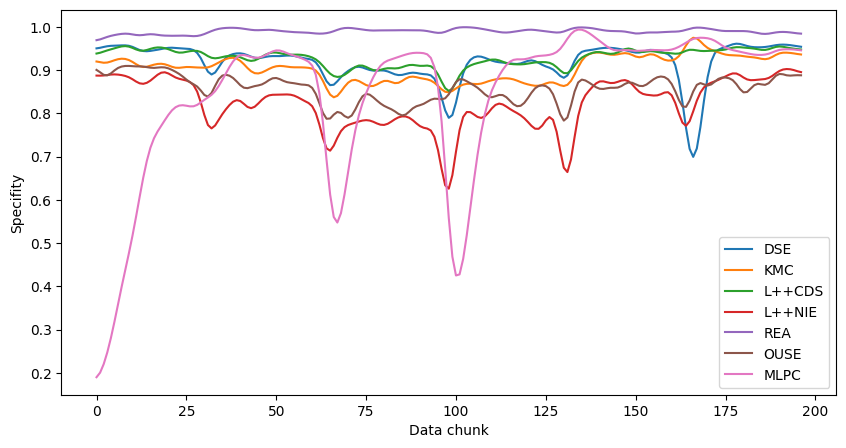 1.0
0.9
0.8
0.7
0.6
0.5
0.4
0.3
0.2
Specifity
0
25
50
75
100
125
150
175
200
Data chunk
DSE
KMC
L++CDS
L++NIE
REA
OUSE
MLPC